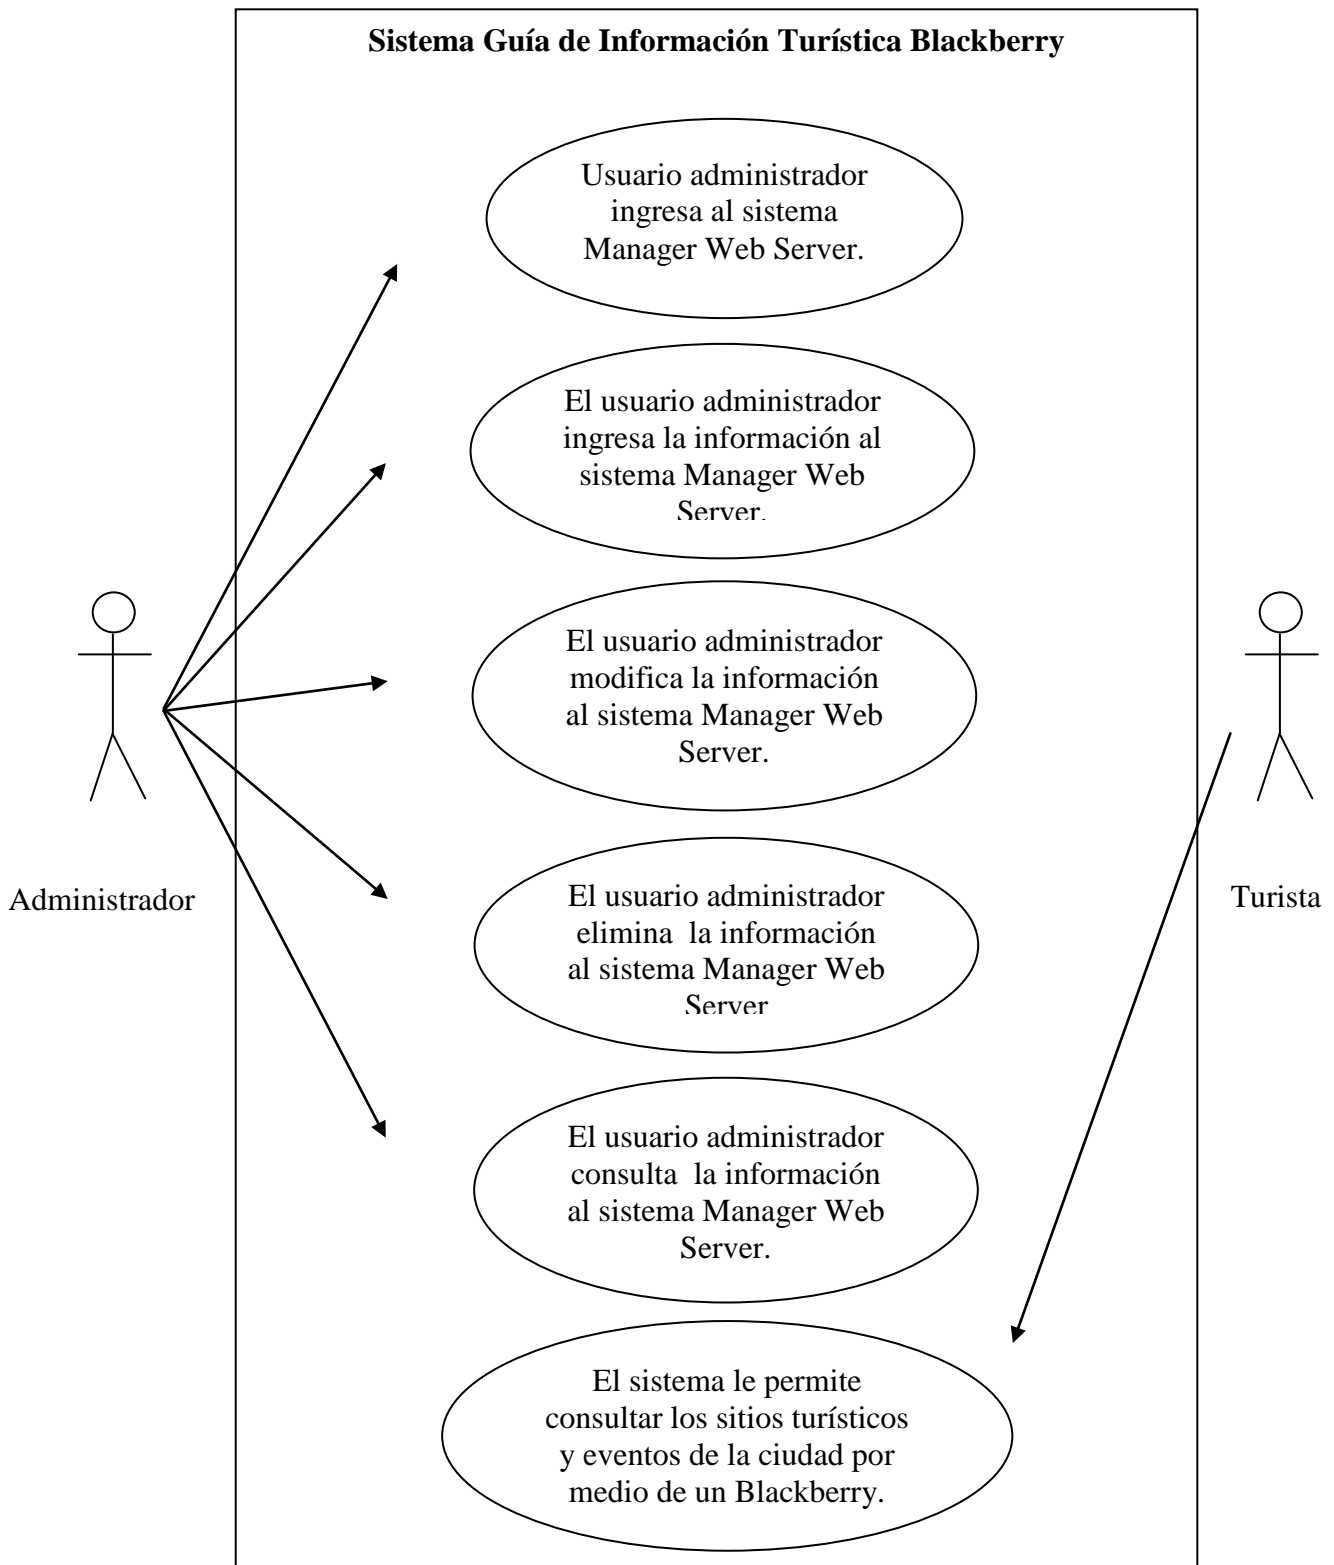 Sistema Guía de Información Turística Blackberry
Usuario administrador
ingresa al sistema
Manager Web Server.
El usuario administrador
ingresa la información al
sistema Manager Web
Server.
El usuario administrador
modifica la información
al sistema Manager Web
Server.
Administrador
Turista
El usuario administrador
elimina  la información
al sistema Manager Web
Server
El usuario administrador
consulta  la información
al sistema Manager Web
Server.
El sistema le permite
consultar los sitios turísticos
y eventos de la ciudad por
medio de un Blackberry.